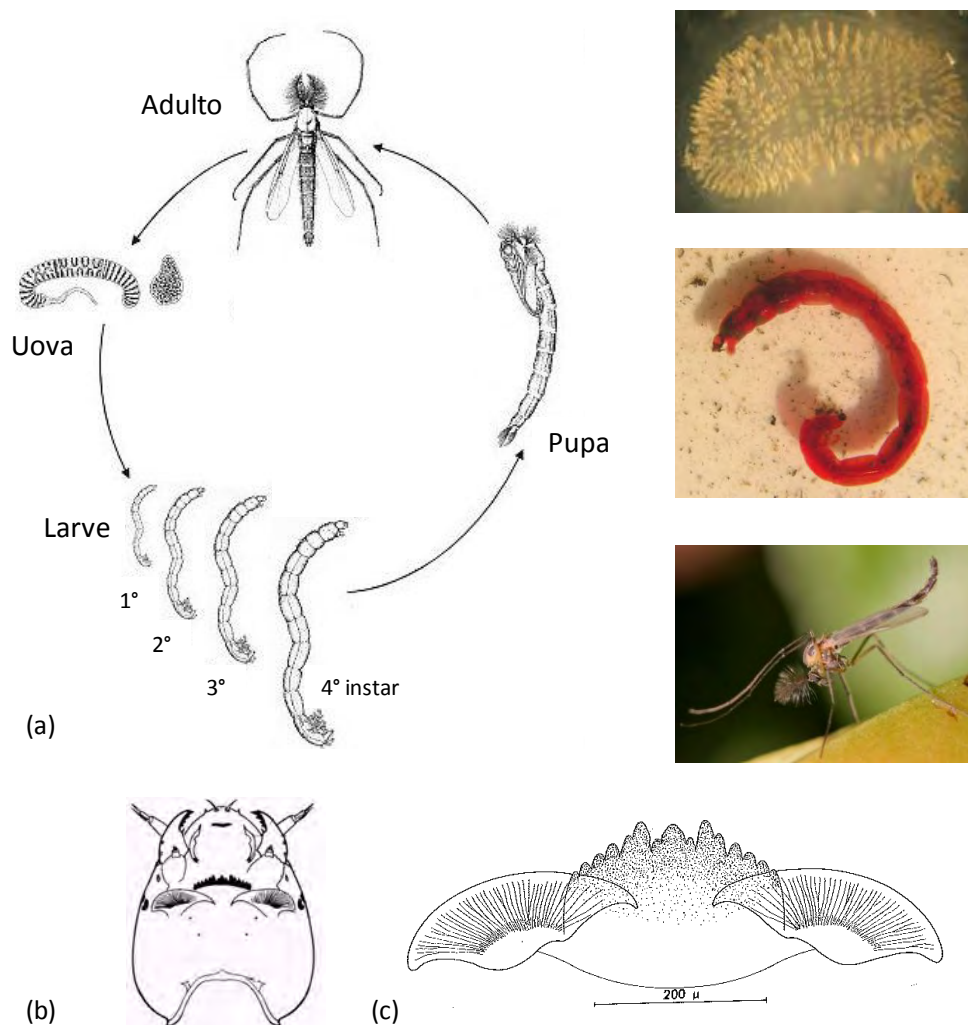 Adulto
Uova
Pupa
Larve
1°
2°
3°
4° instar
(a)
(b)
(c)
200 μ